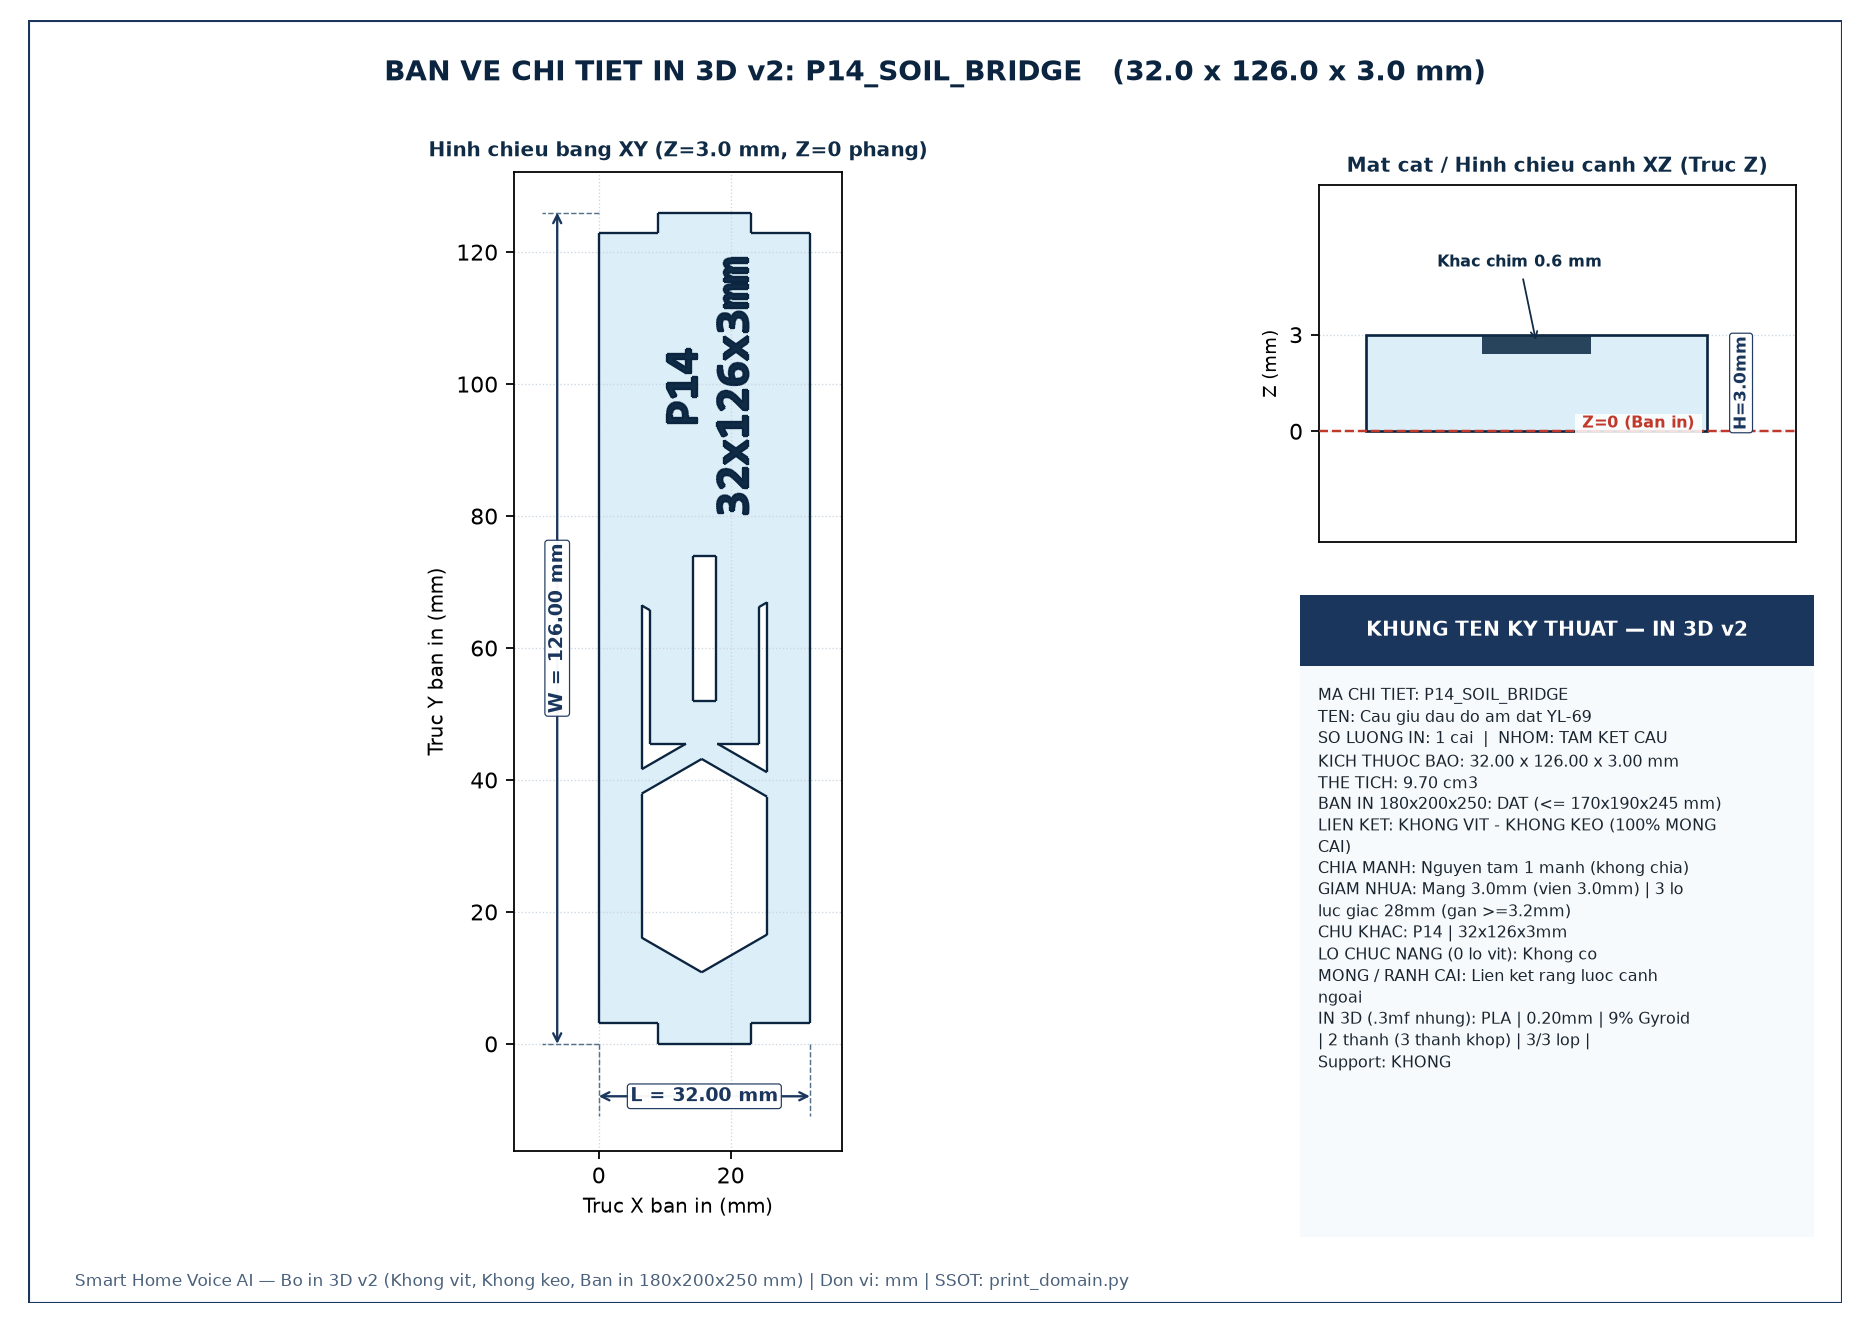 BAN VE CHI TIET IN 3D v2: P14_SOIL_BRIDGE (32.0 x 126.0 x 3.0 mm)
Hinh chieu bang XY (Z=3.0 mm, Z=0 phang)
120
100
80
60
40
20
0
Truc Y ban in (mm)
W = 126.00 mm
P14
32x126x3mm
L = 32.00 mm
0
20
Truc X ban in (mm)
Mat cat / Hinh chieu canh XZ (Truc Z)
Khac chim 0.6 mm
Z (mm)
3
0
Z=0 (Ban in)
H=3.0mm
KHUNG TEN KY THUAT — IN 3D v2
MA CHI TIET: P14_SOIL_BRIDGE
TEN: Cau giu dau do am dat YL-69
SO LUONG IN: 1 cai | NHOM: TAM KET CAU
KICH THUOC BAO: 32.00 x 126.00 x 3.00 mm
THE TICH: 9.70 cm3
BAN IN 180x200x250: DAT (<= 170x190x245 mm)
LIEN KET: KHONG VIT - KHONG KEO (100% MONG
CAI)
CHIA MANH: Nguyen tam 1 manh (khong chia)
GIAM NHUA: Mang 3.0mm (vien 3.0mm) | 3 lo
luc giac 28mm (gan >=3.2mm)
CHU KHAC: P14 | 32x126x3mm
LO CHUC NANG (0 lo vit): Khong co
MONG / RANH CAI: Lien ket rang luoc canh
ngoai
IN 3D (.3mf nhung): PLA | 0.20mm | 9% Gyroid
| 2 thanh (3 thanh khop) | 3/3 lop |
Support: KHONG
Smart Home Voice AI — Bo in 3D v2 (Khong vit, Khong keo, Ban in 180x200x250 mm) | Don vi: mm | SSOT: print_domain.py